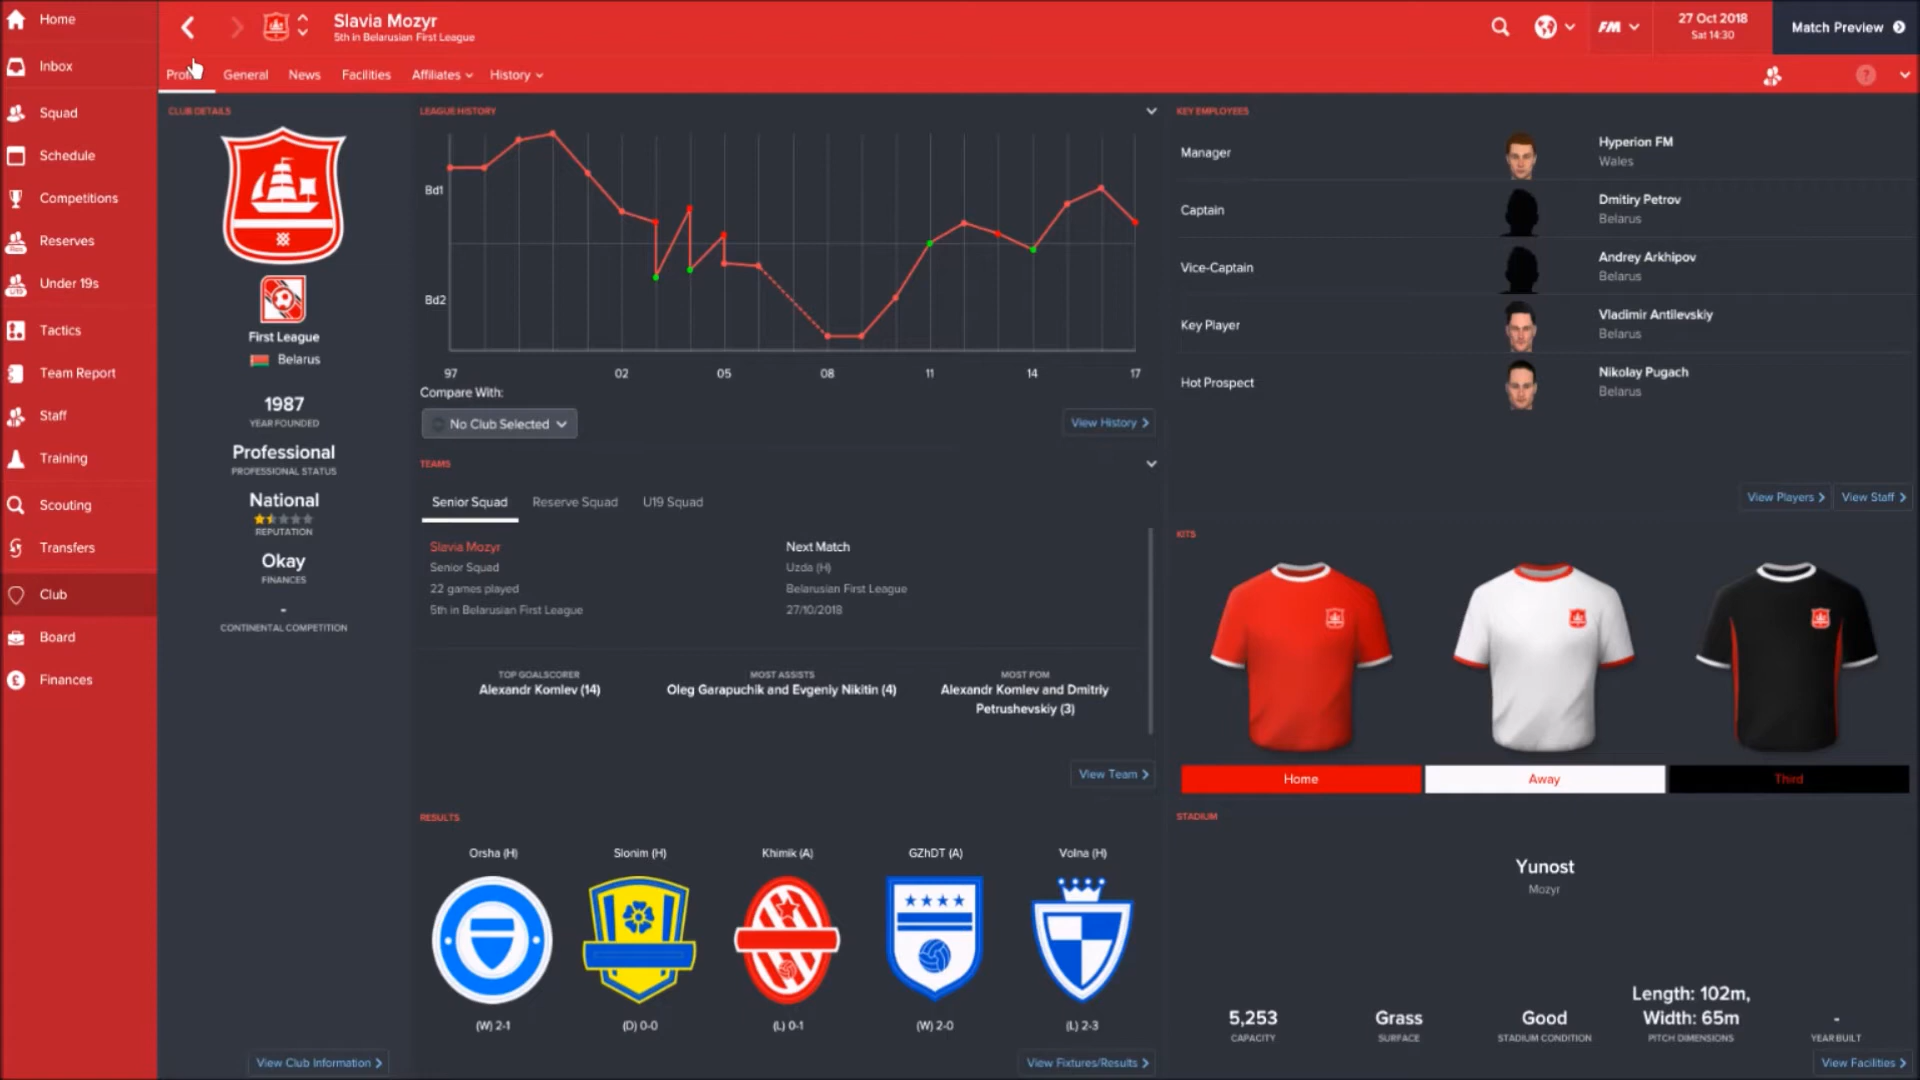 Home
Inbox
Squad
Schedule
Competitions
Reserves
Under 19s
Tactics
Team Report
Staff
Training
Scouting
Transfers
Club
Board
Finances
Slavia Mozyr
5th in Belarusian First League
FM
27 Oct 2018
Sat 14:30
Match Preview
General
News
Facilities
Affiliates
History
CLUB DETAILS
First League
Belarus
1987
YEAR FOUNDED
Professional
PROFESSIONAL STATUS
National
REPUTATION
Okay
FINANCES
-
CONTINENTAL COMPETITION
View Club Information
LEAGUE HISTORY
Bd1
Bd2
97 02 05 08 11 14 17
Compare With:
No Club Selected
View History
TEAMS
Senior Squad Reserve Squad U19 Squad
Slavia Mozyr
Senior Squad
22 games played
5th in Belarusian First League
Next Match
Uzda (H)
Belarusian First League
27/10/2018
TOP GOALSCORER
Alexandr Komlev (14)
MOST ASSISTS
Oleg Garapuchik and Evgeniy Nikitin (4)
MOST POM
Alexandr Komlev and Dmitriy
Petrushevskiy (3)
View Team
RESULTS
Orsha (H) Slonim (H) Khimik (A) GZhDT (A) Volna (H)
(W) 2-1 (D) 0-0 (L) 0-1 (W) 2-0 (L) 2-3
View Fixtures/Results
KEY EMPLOYEES
Manager
Hyperion FM
Wales
Captain
Dmitiry Petrov
Belarus
Vice-Captain
Andrey Arkhipov
Belarus
Key Player
Vladimir Antilevskiy
Belarus
Hot Prospect
Nikolay Pugach
Belarus
View Players
View Staff
KITS
Home Away Third
STADIUM
Yunost
Mozyr
5,253
CAPACITY
Grass
SURFACE
Good
STADIUM CONDITION
Length: 102m,
Width: 65m
PITCH DIMENSIONS
-
YEAR BUILT
View Facilities